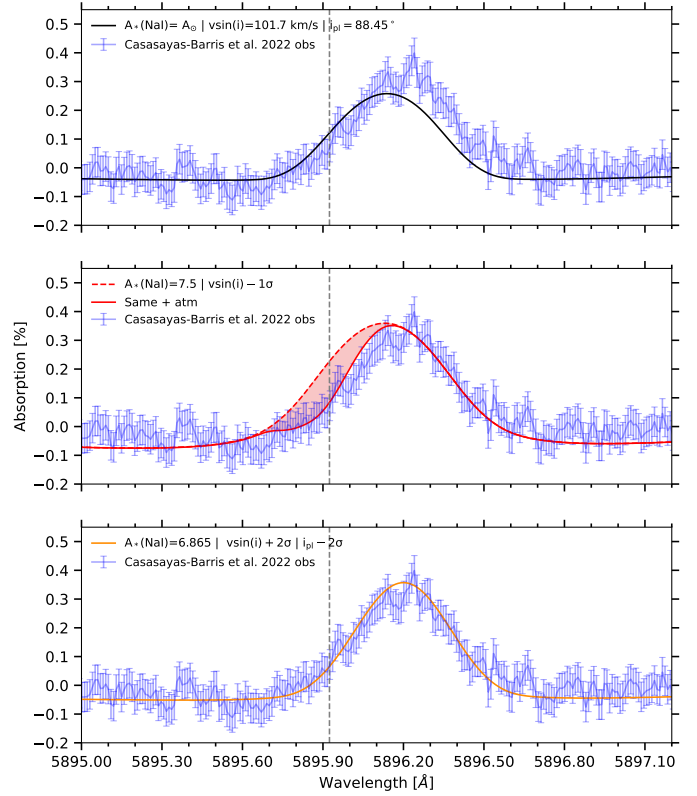 A⋆(NaI)= A⊙ | vsin(i)=101.7 km/s | iₚₗ = 88.45°
Casasayas-Barris et al. 2022 obs
0.5
0.4
0.3
0.2
0.1
0.0
−0.1
−0.2
A⋆(NaI)=7.5 | vsin(i) − 1σ
Same + atm
Casasayas-Barris et al. 2022 obs
0.5
0.4
0.3
0.2
0.1
0.0
−0.1
−0.2
Absorption [%]
A⋆(NaI)=6.865 | vsin(i) + 2σ | iₚₗ − 2σ
Casasayas-Barris et al. 2022 obs
0.5
0.4
0.3
0.2
0.1
0.0
−0.1
−0.2
5895.00 5895.30 5895.60 5895.90 5896.20 5896.50 5896.80 5897.10
Wavelength [Å]